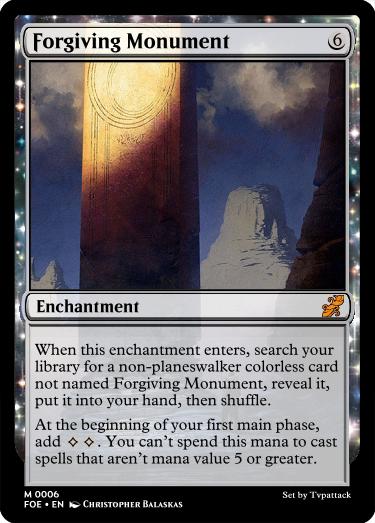 Forgiving Monument 6
Enchantment
When this enchantment enters, search your
library for a non-planeswalker colorless card
not named Forgiving Monument, reveal it,
put it into your hand, then shuffle.
At the beginning of your first main phase,
add ◇◇. You can't spend this mana to cast
spells that aren't mana value 5 or greater.
M 0006
FOE • EN Christopher Balaskas
Set by Tvpattack